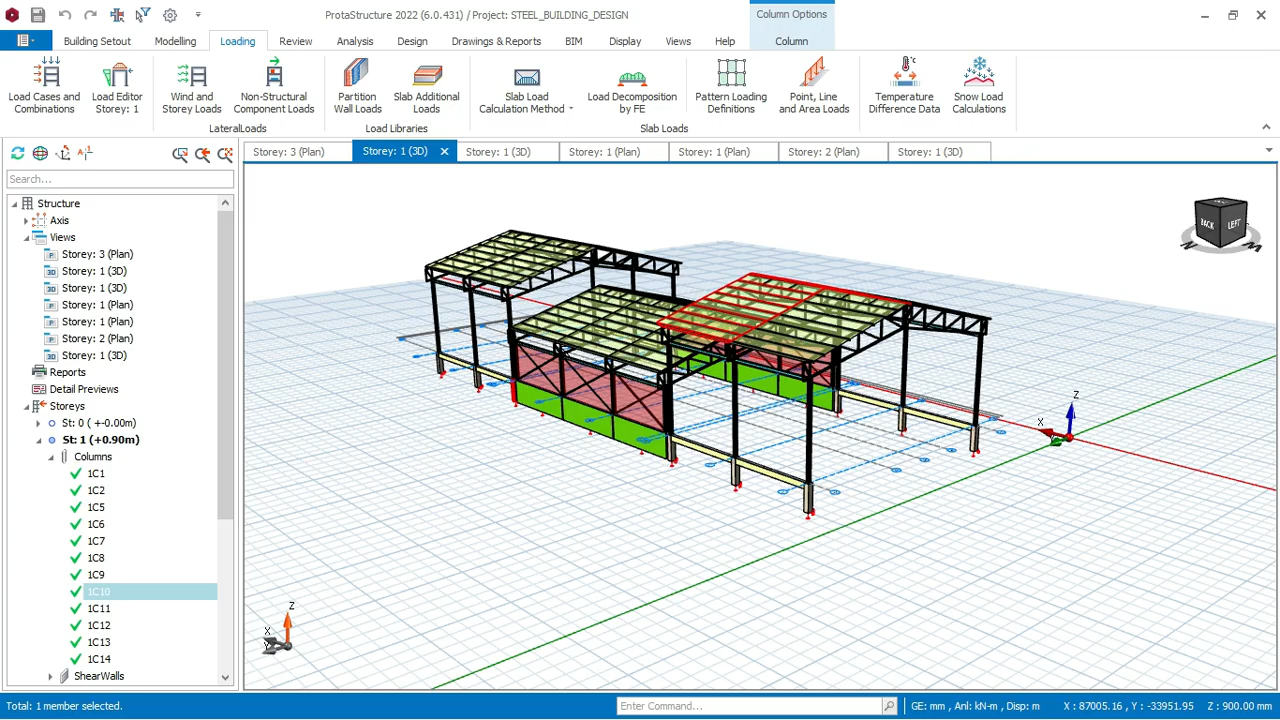 ProtaStructure 2022 (6.0.431) / Project: STEEL_BUILDING_DESIGN
Column Options
Building Setout
Modelling
Loading
Review
Analysis
Design
Drawings & Reports
BIM
Display
Views
Help
Column
Load Cases and Combinations
Load Editor Storey: 1
Wind and Storey Loads
Non-Structural Component Loads
Partition Wall Loads
Slab Additional Loads
Slab Load Calculation Method
Load Decomposition by FE
Pattern Loading Definitions
Point, Line and Area Loads
Temperature Difference Data
Snow Load Calculations
LateralLoads
Load Libraries
Slab Loads
Storey: 3 (Plan)
Storey: 1 (3D)
Storey: 1 (3D)
Storey: 1 (Plan)
Storey: 1 (Plan)
Storey: 2 (Plan)
Storey: 1 (3D)
Search...
Structure
Axis
Views
Storey: 3 (Plan)
Storey: 1 (3D)
Storey: 1 (3D)
Storey: 1 (Plan)
Storey: 1 (Plan)
Storey: 2 (Plan)
Storey: 1 (3D)
Reports
Detail Previews
Storeys
St: 0 ( +-0.00m)
St: 1 (+0.90m)
Columns
1C1
1C2
1C5
1C6
1C7
1C8
1C9
1C10
1C11
1C12
1C13
1C14
ShearWalls
BACK
LEFT
N
M
Z
X
Z
X
Y
Total: 1 member selected.
Enter Command...
GE: mm , Anl: kN-m , Disp: m
X : 87005.16 , Y : -33951.95
Z : 900.00 mm